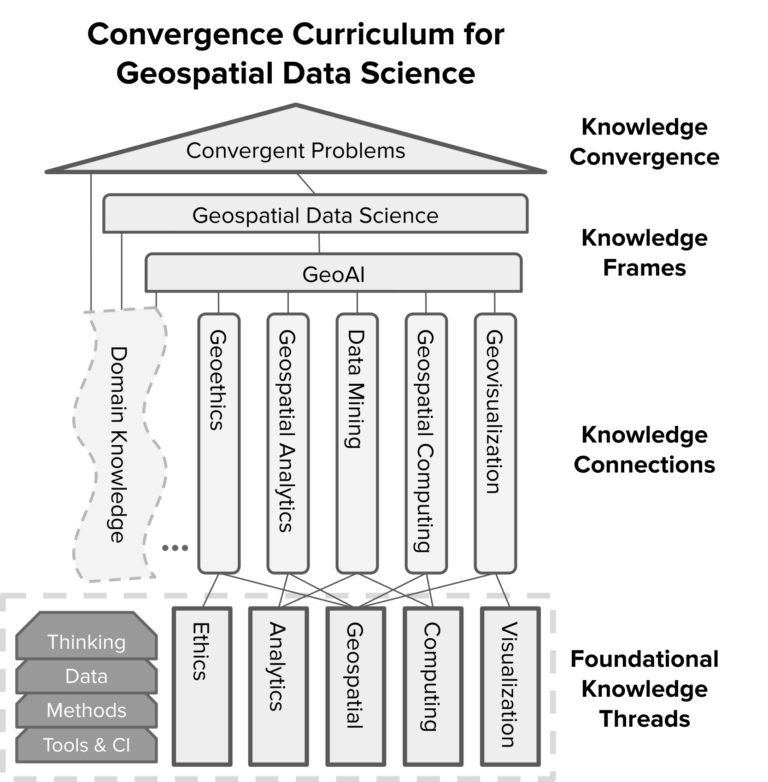 Convergence Curriculum for
Geospatial Data Science
Convergent Problems
Knowledge
Convergence
Geospatial Data Science
Knowledge
Frames
GeoAI
Domain Knowledge
...
Geoethics
Geospatial Analytics
Data Mining
Geospatial Computing
Geovisualization
Knowledge
Connections
Thinking
Data
Methods
Tools & CI
Ethics
Analytics
Geospatial
Computing
Visualization
Foundational
Knowledge
Threads